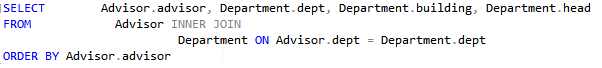 SELECT Advisor.advisor, Department.dept, Department.building, Department.head
FROM Advisor INNER JOIN
Department ON Advisor.dept = Department.dept
ORDER BY Advisor.advisor